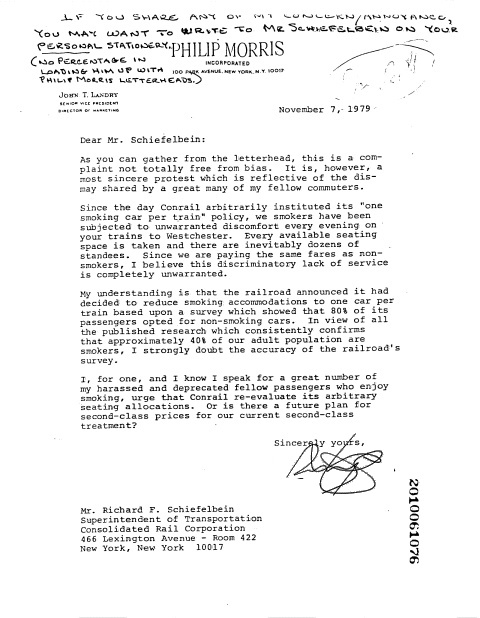 IF YOU SHARE ANY OF MY CONCERN/ANNOYANCE,
YOU MAY WANT TO WRITE TO MR SCHIEFELBEIN ON YOUR
PERSONAL STATIONERY.
(NO PERCENTAGE IN
LOADING HIM UP WITH
PHILIP MORRIS LETTERHEADS.)
PHILIP MORRIS
INCORPORATED
100 PARK AVENUE, NEW YORK, N.Y. 10017
JOHN T. LANDRY
SENIOR VICE PRESIDENT
DIRECTOR OF MARKETING
November 7, 1979
Dear Mr. Schiefelbein:
As you can gather from the letterhead, this is a com-
plaint not totally free from bias. It is, however, a
most sincere protest which is reflective of the dis-
may shared by a great many of my fellow commuters.
Since the day Conrail arbitrarily instituted its "one
smoking car per train" policy, we smokers have been
subjected to unwarranted discomfort every evening on
your trains to Westchester. Every available seating
space is taken and there are inevitably dozens of
standees. Since we are paying the same fares as non-
smokers, I believe this discriminatory lack of service
is completely unwarranted.
My understanding is that the railroad announced it had
decided to reduce smoking accommodations to one car per
train based upon a survey which showed that 80% of its
passengers opted for non-smoking cars. In view of all
the published research which consistently confirms
that approximately 40% of our adult population are
smokers, I strongly doubt the accuracy of the railroad's
survey.
I, for one, and I know I speak for a great number of
my harassed and deprecated fellow passengers who enjoy
smoking, urge that Conrail re-evaluate its arbitrary
seating allocations. Or is there a future plan for
second-class prices for our current second-class
treatment?
Sincerely yours,
Mr. Richard F. Schiefelbein
Superintendent of Transportation
Consolidated Rail Corporation
466 Lexington Avenue - Room 422
New York, New York 10017
2010061076